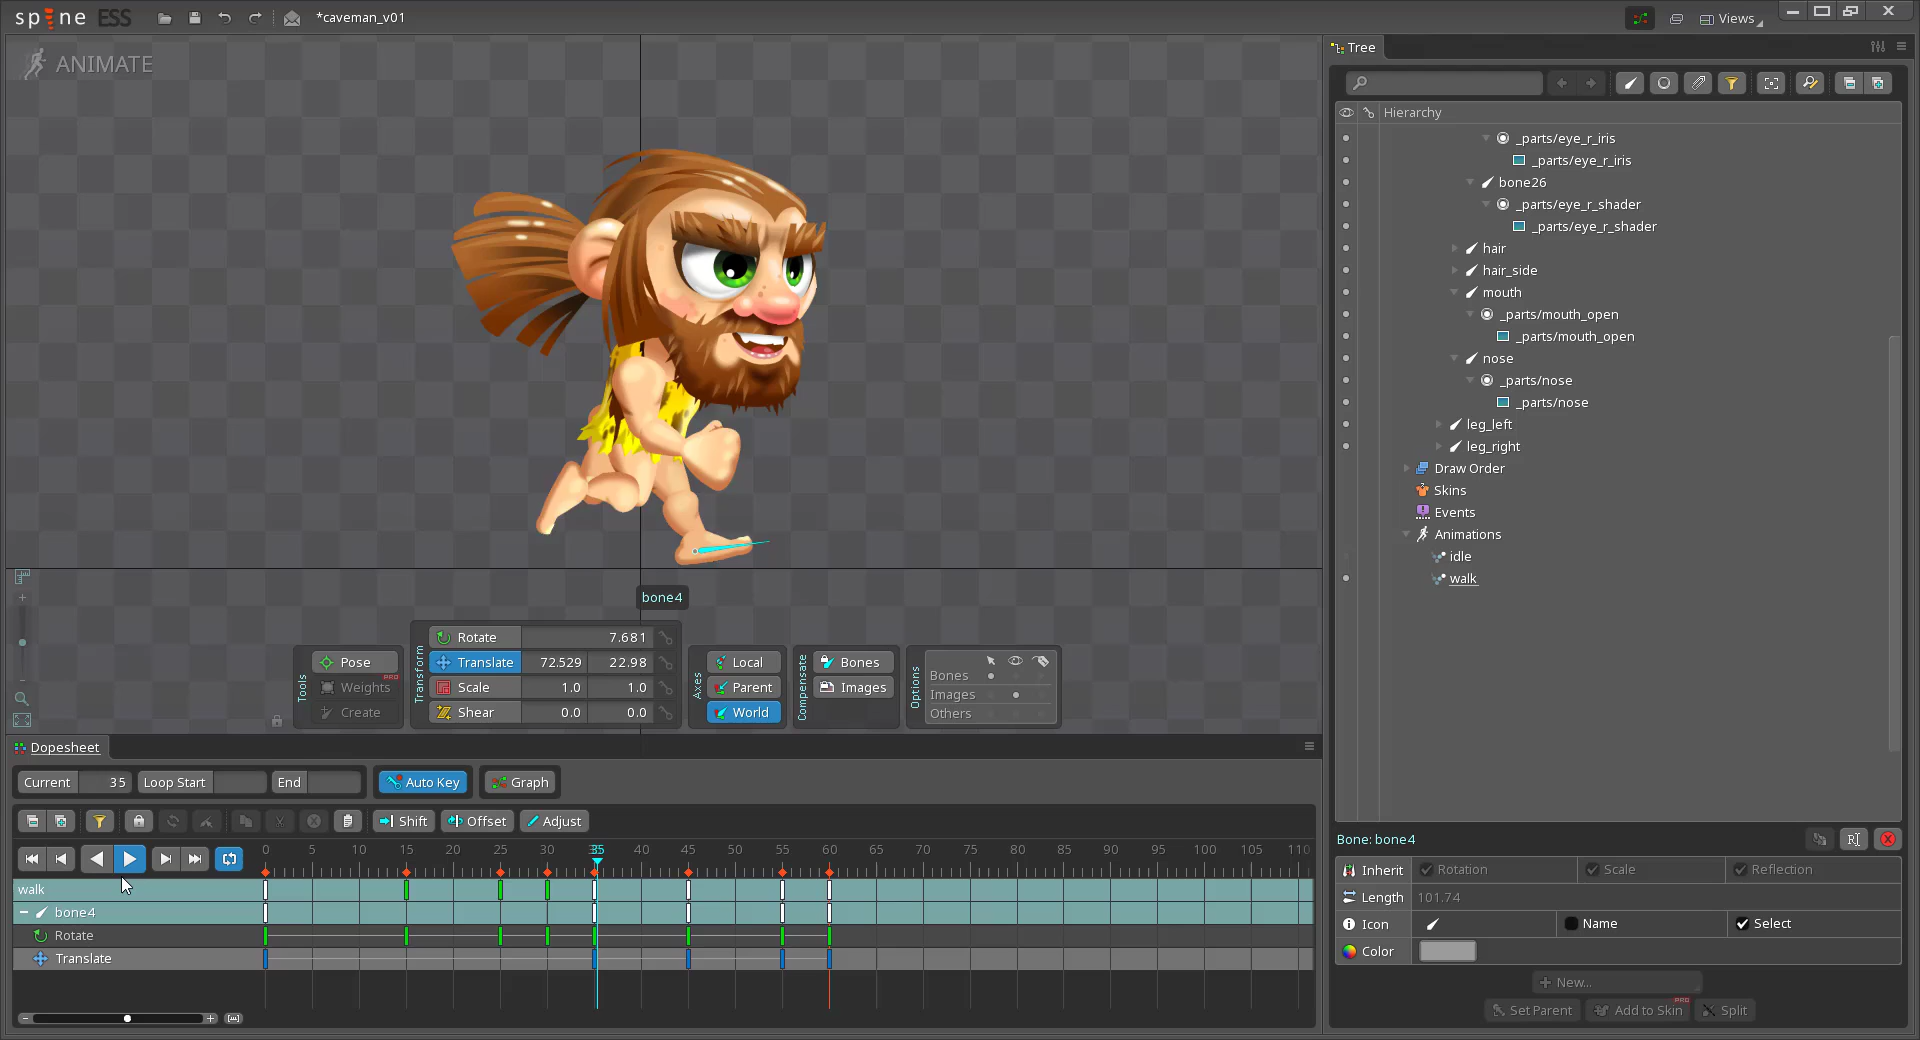 spine ESS
*caveman_v01
Views
ANIMATE
bone4
Tools
Pose
Weights PRO
Create
Transform
Rotate 7.681
Translate 72.529 22.98
Scale 1.0 1.0
Shear 0.0 0.0
Axes
Local
Parent
World
Compensate
Bones
Images
Options
Bones
Images
Others
Dopesheet
Current 35 Loop Start End Auto Key Graph
Shift Offset Adjust
0 5 10 15 20 25 30 35 40 45 50 55 60 65 70 75 80 85 90 95 100 105 110
walk
bone4
Rotate
Translate
Tree
Hierarchy
_parts/eye_r_iris
_parts/eye_r_iris
bone26
_parts/eye_r_shader
_parts/eye_r_shader
hair
hair_side
mouth
_parts/mouth_open
_parts/mouth_open
nose
_parts/nose
_parts/nose
leg_left
leg_right
Draw Order
Skins
Events
Animations
idle
walk
Bone: bone4
Inherit Rotation Scale Reflection
Length 101.74
Icon Name Select
Color
New...
Set Parent Add to Skin PRO Split